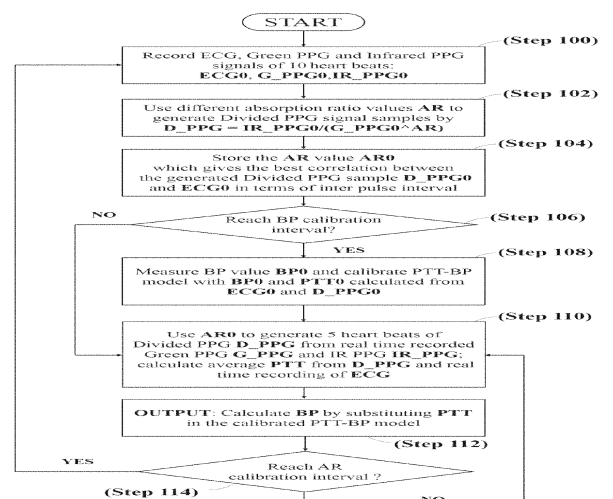 START
(Step 100)
Record ECG, Green PPG and Infrared PPG
signals of 10 heart beats:
ECG0, G_PPG0,IR_PPG0
(Step 102)
Use different absorption ratio values AR to
generate Divided PPG signal samples by
D_PPG = IR_PPG0/(G_PPG0^AR)
(Step 104)
Store the AR value AR0
which gives the best correlation between
the generated Divided PPG sample D_PPG0
and ECG0 in terms of inter pulse interval
NO
(Step 106)
Reach BP calibration
interval?
YES
(Step 108)
Measure BP value BP0 and calibrate PTT-BP
model with BP0 and PTT0 calculated from
ECG0 and D_PPG0
(Step 110)
Use AR0 to generate 5 heart beats of
Divided PPG D_PPG from real time recorded
Green PPG G_PPG and IR PPG IR_PPG;
calculate average PTT from D_PPG and real
time recording of ECG
OUTPUT: Calculate BP by substituting PTT
in the calibrated PTT-BP model
(Step 112)
YES
Reach AR
calibration interval ?
(Step 114)
NO